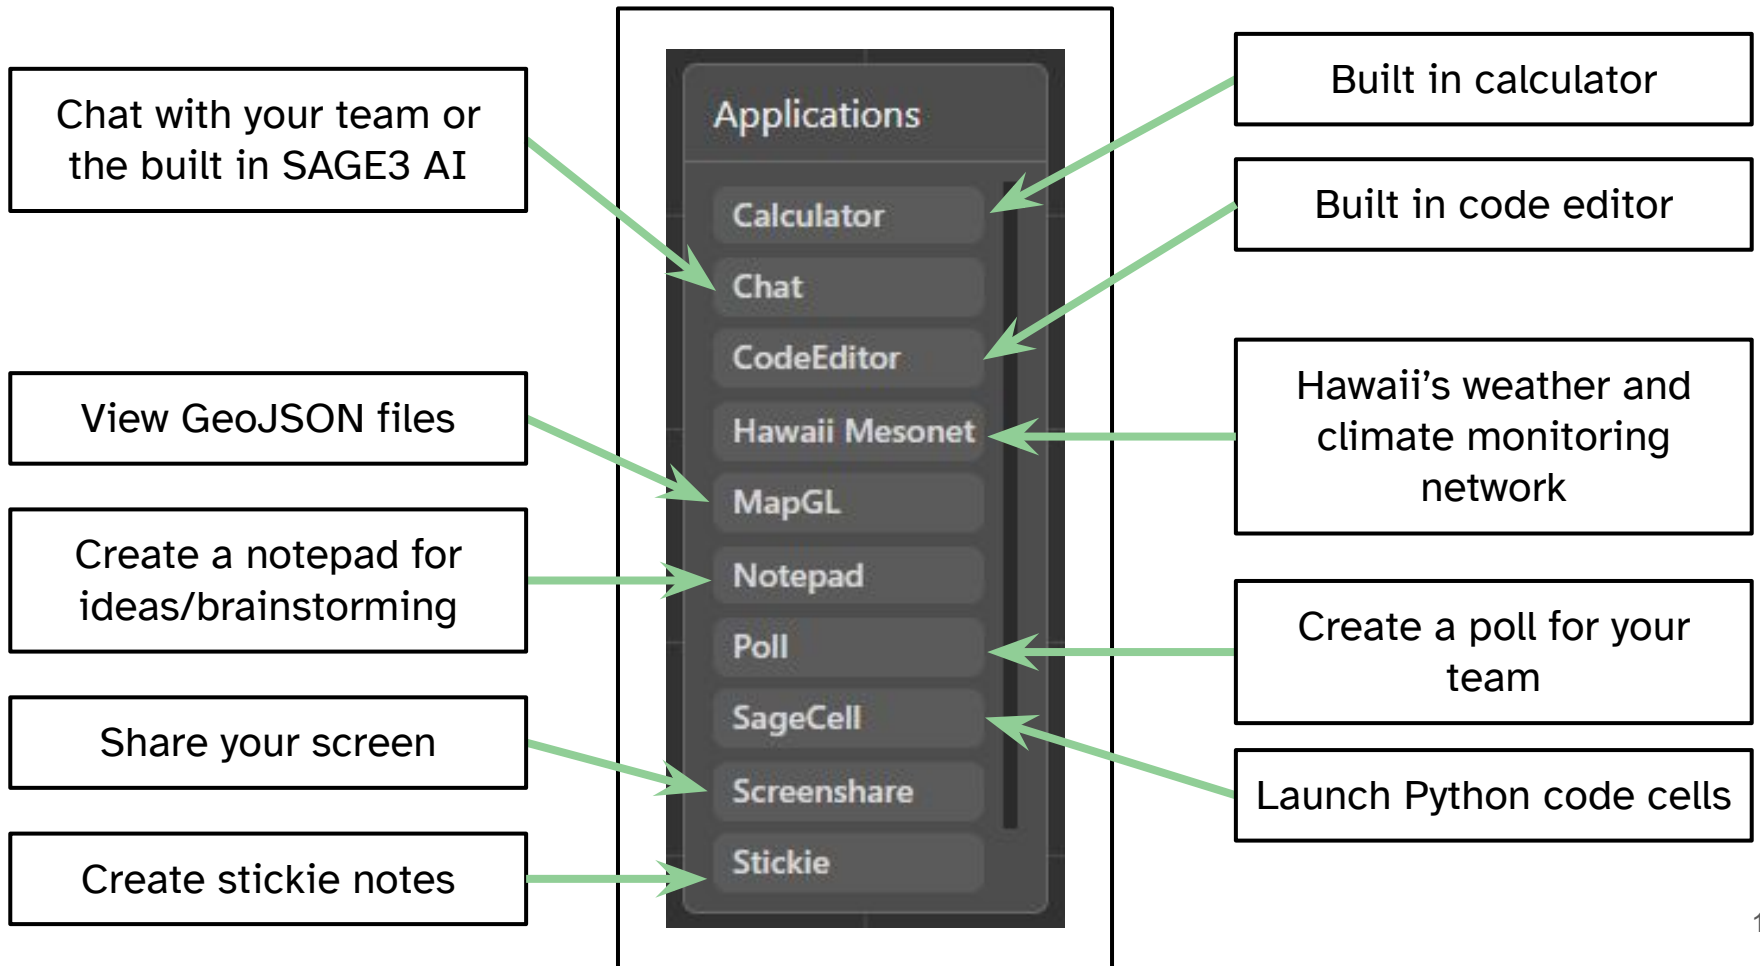 Chat with your team or
the built in SAGE3 AI
View GeoJSON files
Create a notepad for
ideas/brainstorming
Share your screen
Create stickie notes
Applications
Calculator
Chat
CodeEditor
Hawaii Mesonet
MapGL
Notepad
Poll
SageCell
Screenshare
Stickie
Built in calculator
Built in code editor
Hawaii’s weather and
climate monitoring
network
Create a poll for your
team
Launch Python code cells